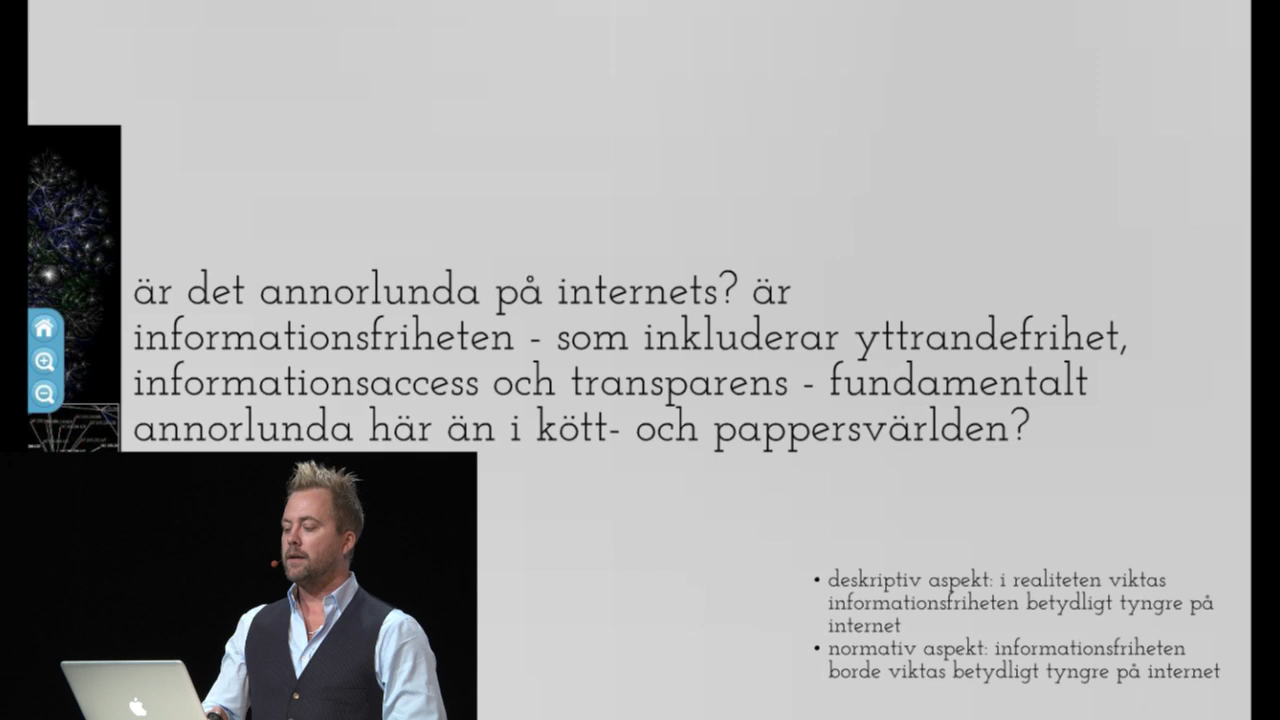 är det annorlunda på internets? är
informationsfriheten - som inkluderar yttrandefrihet,
informationsaccess och transparens - fundamentalt
annorlunda här än i kött- och pappersvärlden?
• deskriptiv aspekt: i realiteten viktas
informationsfriheten betydligt tyngre på
internet
• normativ aspekt: informationsfriheten
borde viktas betydligt tyngre på internet